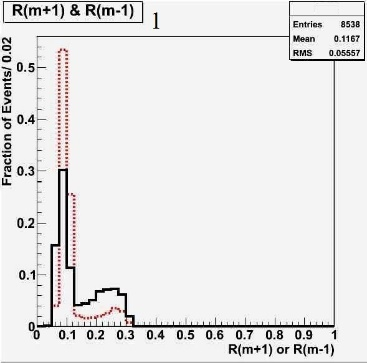 R(m+1) & R(m-1)
1
Entries 8538
Mean 0.1167
RMS 0.05557
Fraction of Events/ 0.02
0.5
0.4
0.3
0.2
0.1
0
0 0.1 0.2 0.3 0.4 0.5 0.6 0.7 0.8 0.9 1
R(m+1) or R(m-1)